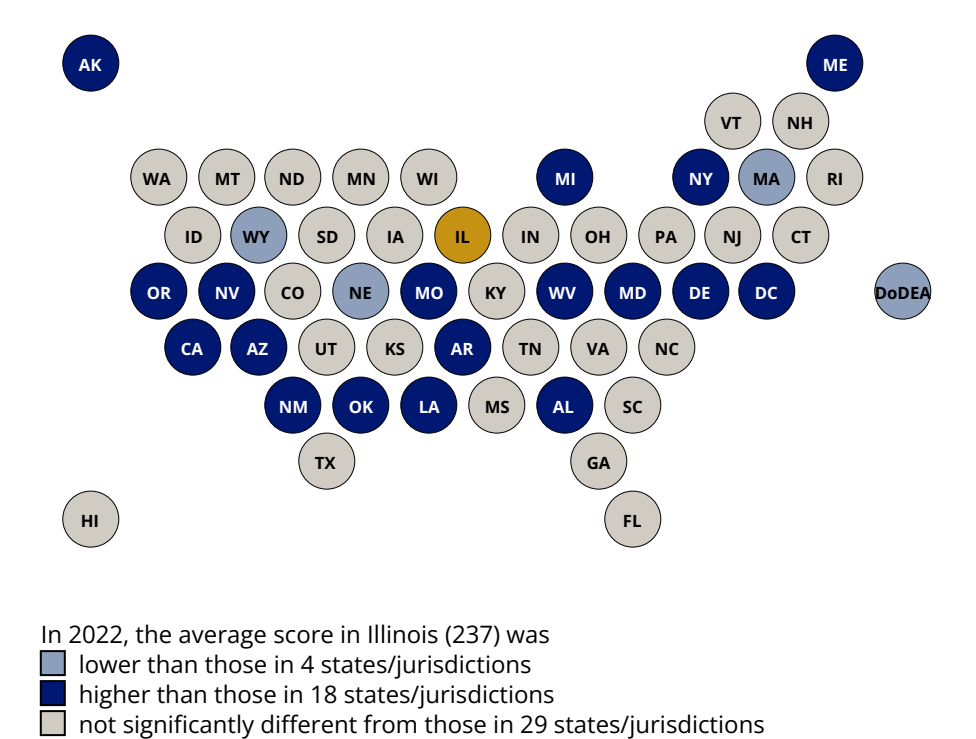 AK ME
VT NH
WA MT ND MN WI MI NY MA RI
ID WY SD IA IL IN OH PA NJ CT
OR NV CO NE MO KY WV MD DE DC DoDEA
CA AZ UT KS AR TN VA NC
NM OK LA MS AL SC
TX GA
HI FL
In 2022, the average score in Illinois (237) was
lower than those in 4 states/jurisdictions
higher than those in 18 states/jurisdictions
not significantly different from those in 29 states/jurisdictions